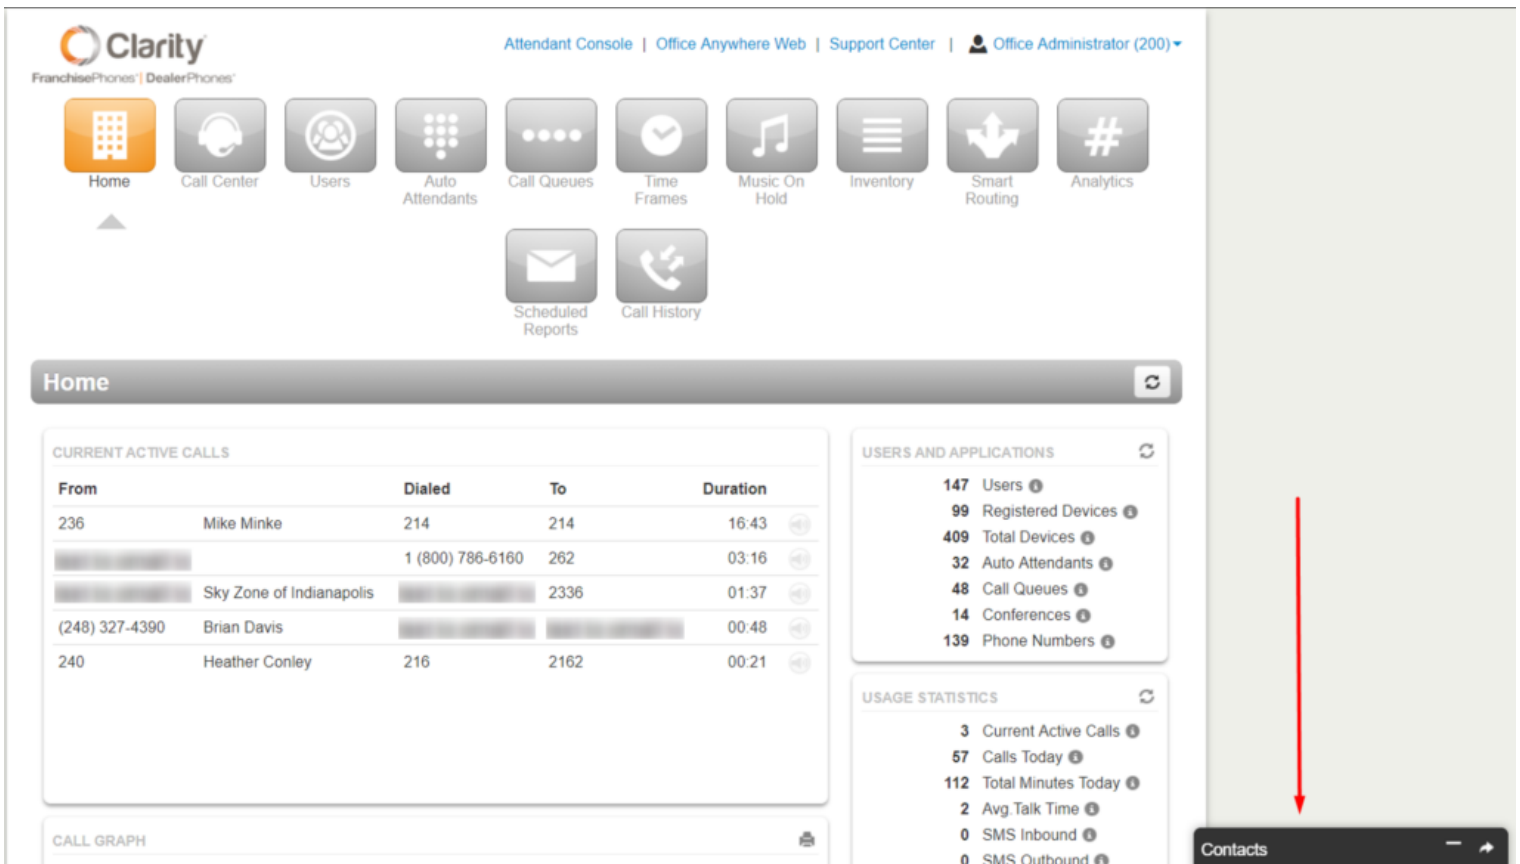 Clarity
FranchisePhones | DealerPhones
Attendant Console | Office Anywhere Web | Support Center | Office Administrator (200)
Home
Call Center
Users
Auto Attendants
Call Queues
Time Frames
Music On Hold
Inventory
Smart Routing
#
Analytics
Scheduled Reports
Call History
Home
CURRENT ACTIVE CALLS
From Dialed To Duration
236 Mike Minke 214 214 16:43
1 (800) 786-6160 262 03:16
Sky Zone of Indianapolis 2336 01:37
(248) 327-4390 Brian Davis 00:48
240 Heather Conley 216 2162 00:21
CALL GRAPH
USERS AND APPLICATIONS
147 Users
99 Registered Devices
409 Total Devices
32 Auto Attendants
48 Call Queues
14 Conferences
139 Phone Numbers
USAGE STATISTICS
3 Current Active Calls
57 Calls Today
112 Total Minutes Today
2 Avg.Talk Time
0 SMS Inbound
0 SMS Outbound
Contacts